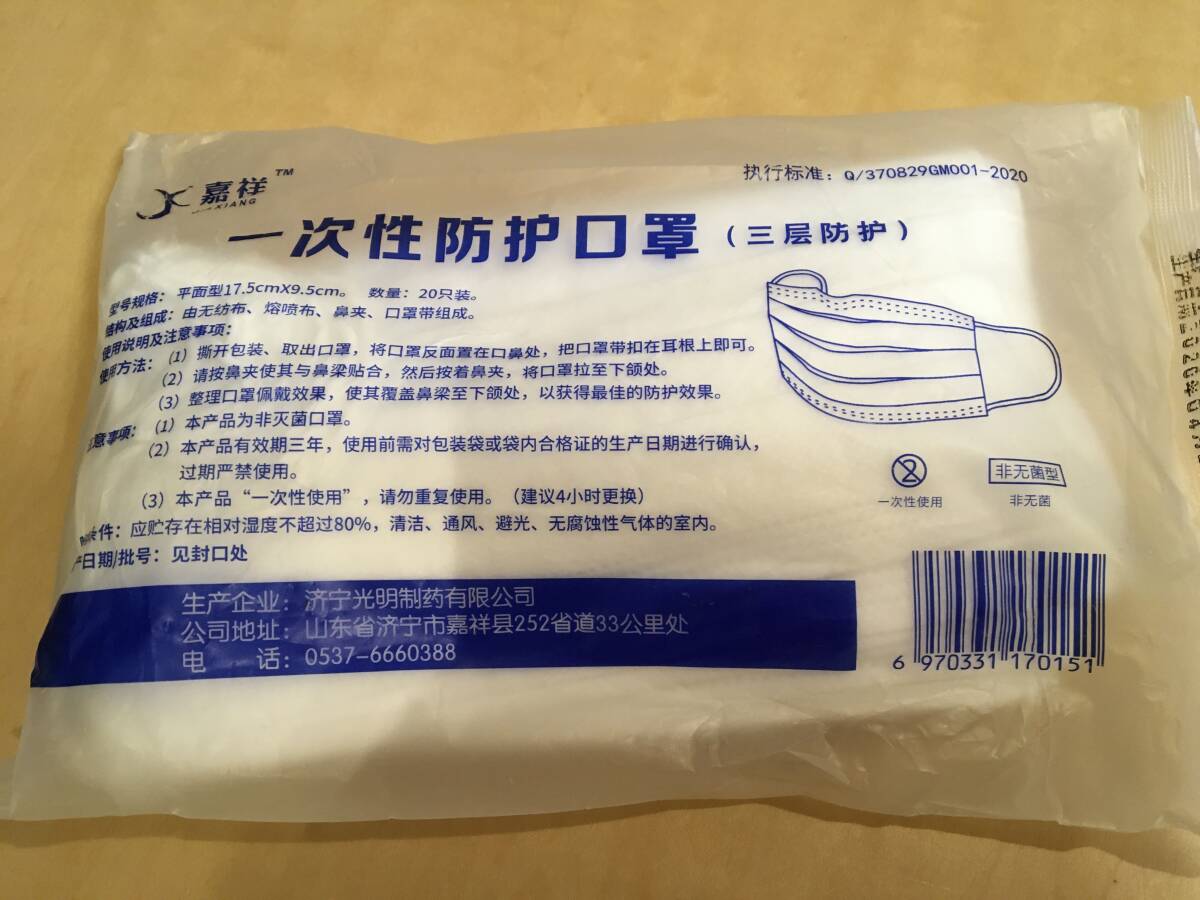 嘉祥™
XIANG
执行标准：Q/370829GM001-2020
一次性防护口罩（三层防护）
型号规格：平面型17.5cmX9.5cm。 数量：20只装。
结构及组成：由无纺布、熔喷布、鼻夹、口罩带组成。
使用说明及注意事项：
使用方法：（1）撕开包装、取出口罩，将口罩反面置在口鼻处，把口罩带扣在耳根上即可。
（2）请按鼻夹使其与鼻梁贴合，然后按着鼻夹，将口罩拉至下颌处。
（3）整理口罩佩戴效果，使其覆盖鼻梁至下颌处，以获得最佳的防护效果。
注意事项：（1）本产品为非灭菌口罩。
（2）本产品有效期三年，使用前需对包装袋或袋内合格证的生产日期进行确认，
过期严禁使用。
（3）本产品“一次性使用”，请勿重复使用。（建议4小时更换）
条件：应贮存在相对湿度不超过80%，清洁、通风、避光、无腐蚀性气体的室内。
产日期/批号：见封口处
2
一次性使用
非无菌型
非无菌
生产企业：济宁光明制药有限公司
公司地址：山东省济宁市嘉祥县252省道33公里处
电 话：0537-6660388
6 970331 170151